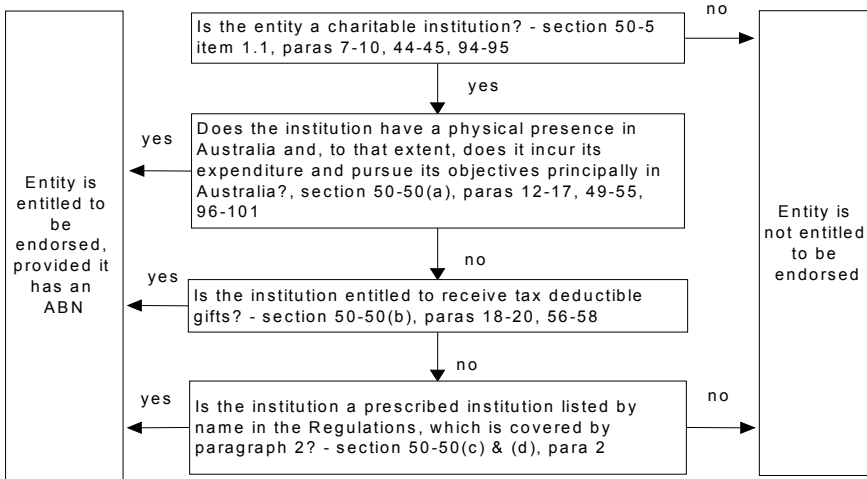 Is the entity a charitable institution? - section 50-5
item 1.1, paras 7-10, 44-45, 94-95
no
yes
yes
Does the institution have a physical presence in
Australia and, to that extent, does it incur its
expenditure and pursue its objectives principally in
Australia?, section 50-50(a), paras 12-17, 49-55,
96-101
Entity is
entitled to
be
endorsed,
provided it
has an
ABN
Entity is
not entitled
to be
endorsed
no
yes
Is the institution entitled to receive tax deductible
gifts? - section 50-50(b), paras 18-20, 56-58
no
yes
Is the institution a prescribed institution listed by
name in the Regulations, which is covered by
paragraph 2? - section 50-50(c) & (d), para 2
no